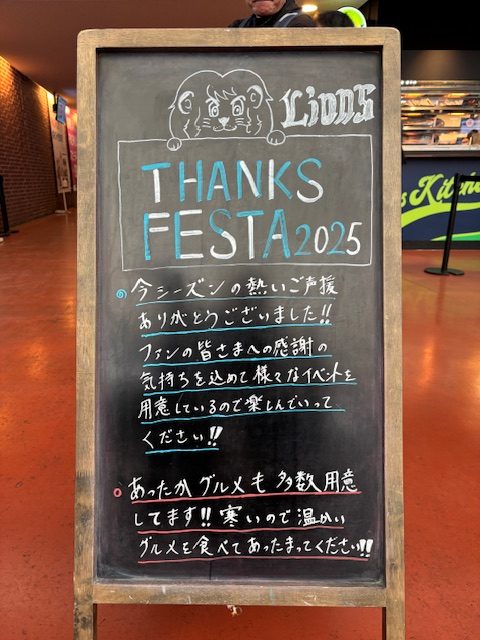 Lions
THANKS
FESTA2025
今シーズンの熱いご声援
ありがとうございました!!
ファンの皆さまへの感謝の
気持ちを込めて様々なイベントを
用意しているので楽しんでいって
ください!!
あったかグルメも多数用意
してます!!寒いので温かい
グルメを食べてあったまってください!!
s Kitchen